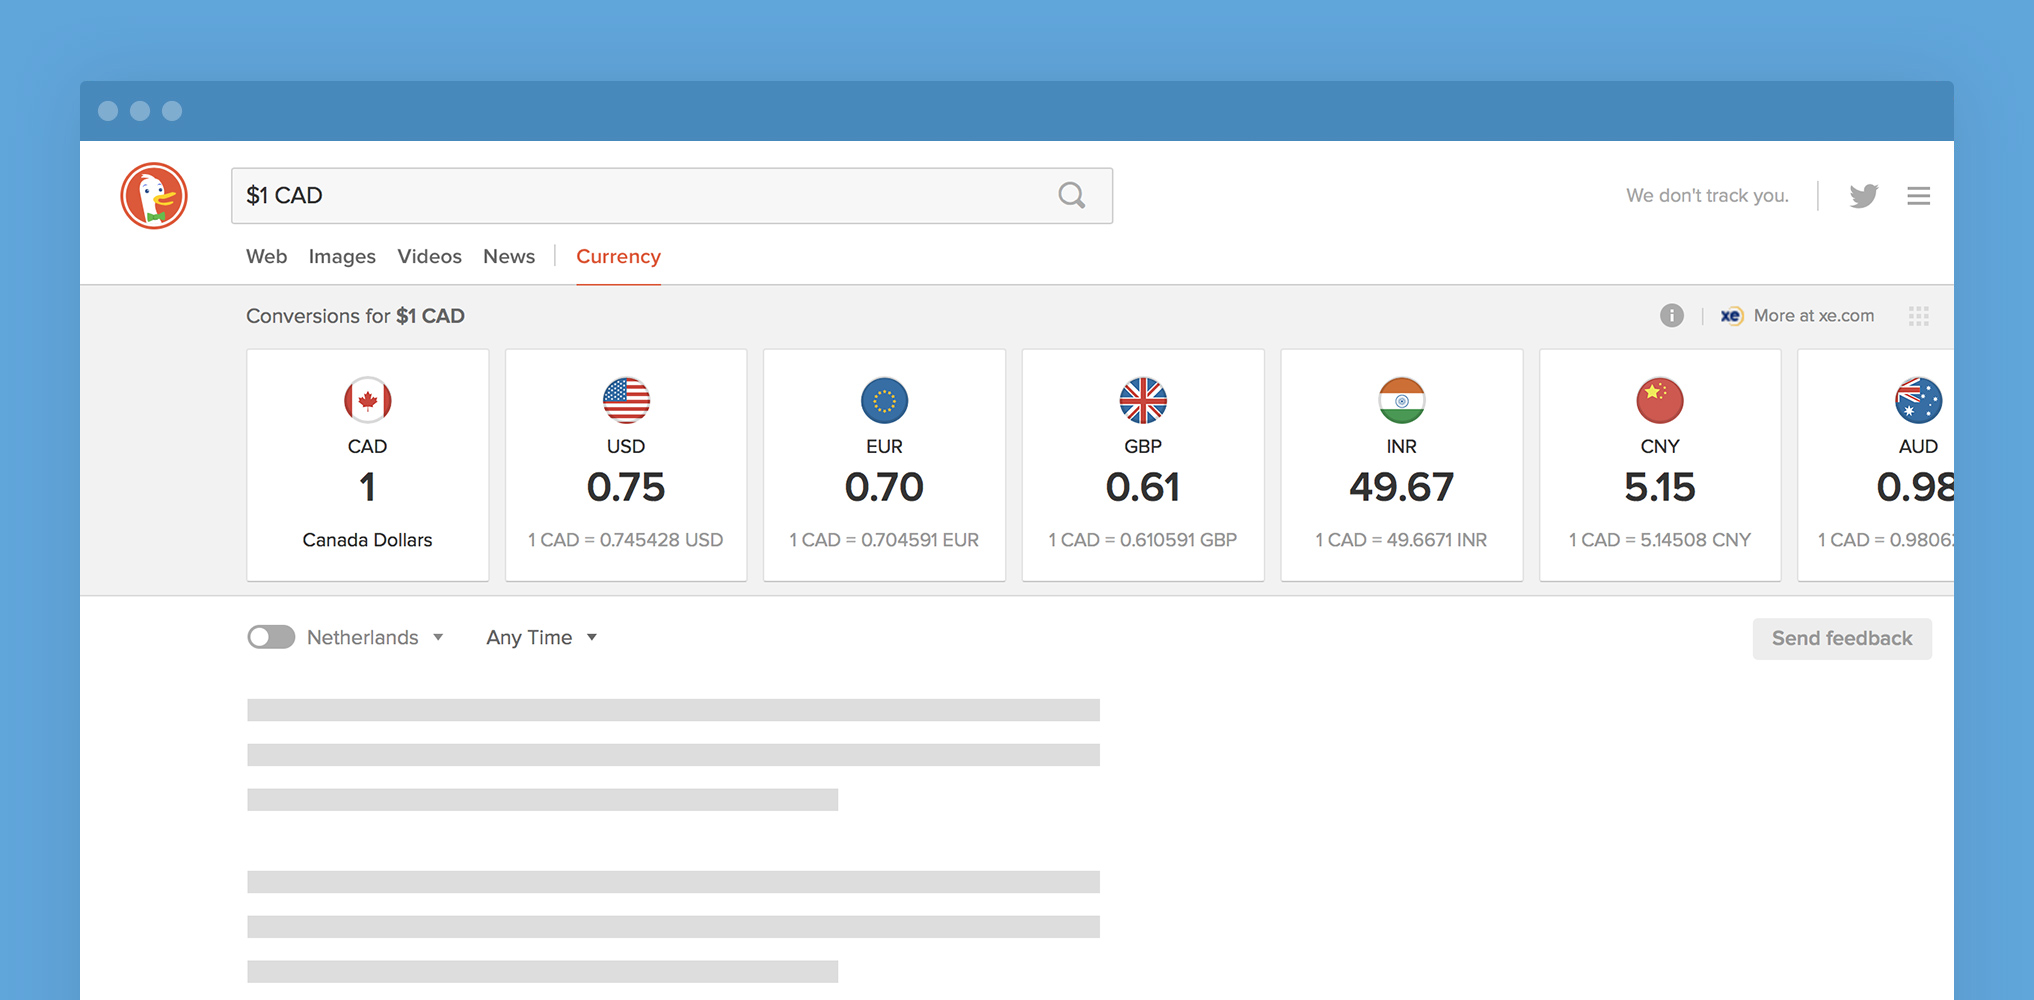 $1 CAD
We don't track you.
Web Images Videos News Currency
Conversions for $1 CAD
i
xe More at xe.com
CAD
1
Canada Dollars
USD
0.75
1 CAD = 0.745428 USD
EUR
0.70
1 CAD = 0.704591 EUR
GBP
0.61
1 CAD = 0.610591 GBP
INR
49.67
1 CAD = 49.6671 INR
CNY
5.15
1 CAD = 5.14508 CNY
AUD
0.98
1 CAD = 0.9806
Netherlands
Any Time
Send feedback